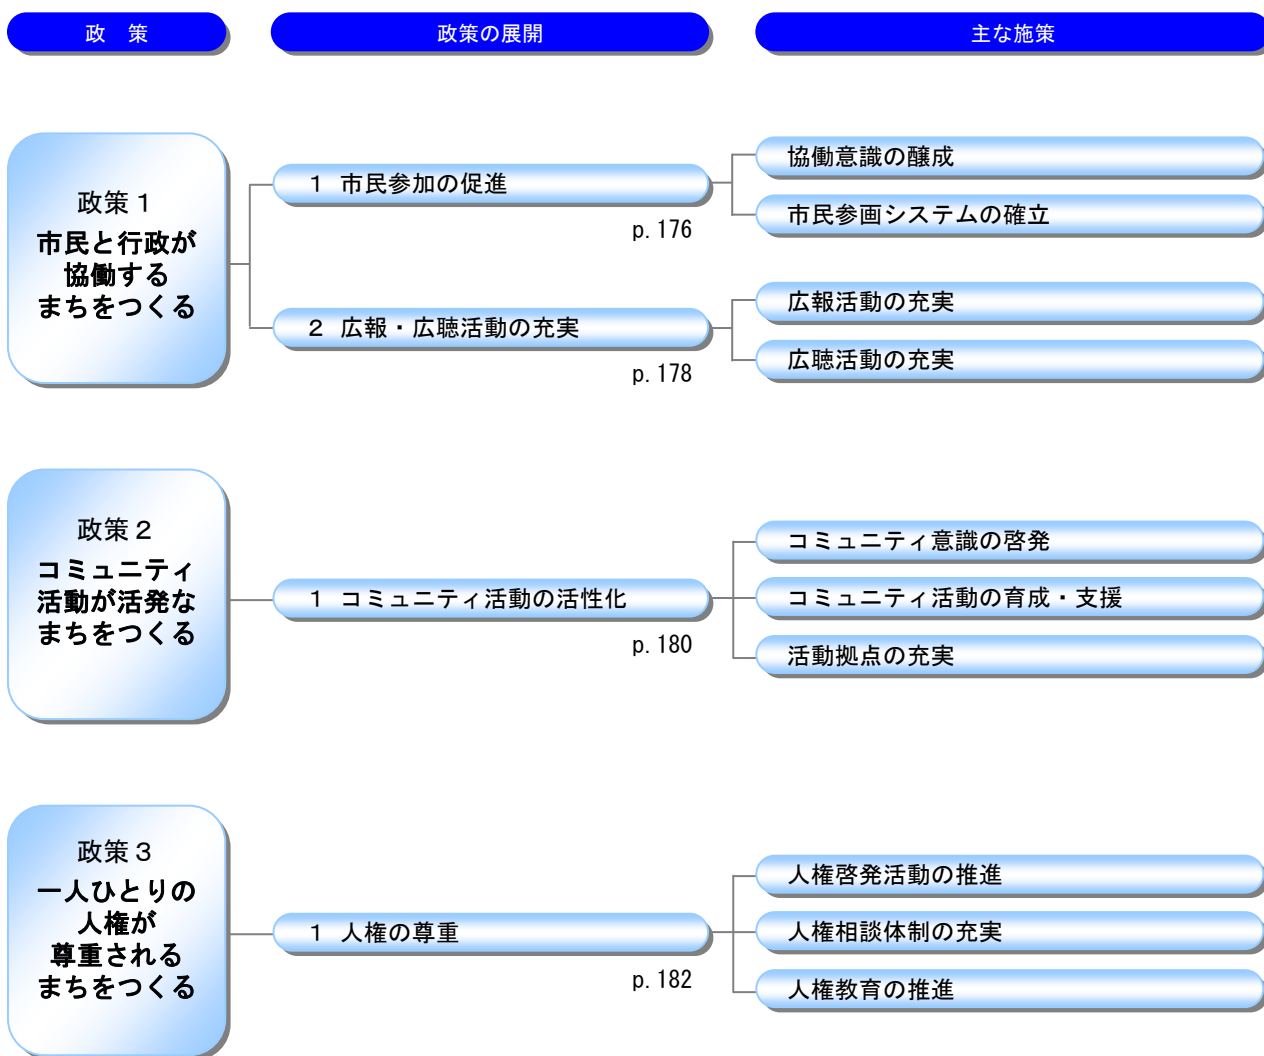 政　策
政策の展開
主な施策
政策１
市民と行政が
協働する
まちをつくる
１ 市民参加の促進
p.176
協働意識の醸成
市民参画システムの確立
２ 広報・広聴活動の充実
p.178
広報活動の充実
広聴活動の充実
政策２
コミュニティ
活動が活発な
まちをつくる
１ コミュニティ活動の活性化
p.180
コミュニティ意識の啓発
コミュニティ活動の育成・支援
活動拠点の充実
政策３
一人ひとりの
人権が
尊重される
まちをつくる
１ 人権の尊重
p.182
人権啓発活動の推進
人権相談体制の充実
人権教育の推進